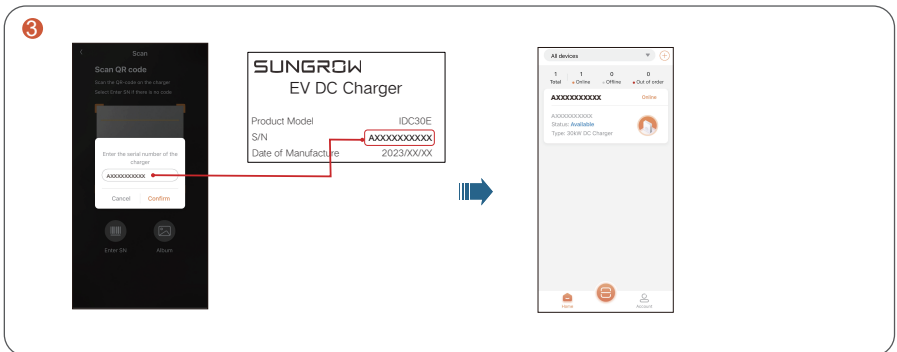 3
Scan
Scan QR code
Scan the QR code on the charger
Select Enter SN if there is no code
Enter the serial number of the
charger
AXXXXXXXXXX
Cancel
Confirm
Enter SN
Album
SUNGROW
EV DC Charger
Product Model IDC30E
S/N AXXXXXXXXXX
Date of Manufacture 2023/XX/XX
All devices
1 1 0 0
Total Online Offline Out of order
AXXXXXXXXXX Online
AXXXXXXXXXX
Status: Available
Type: 30kW DC Charger
Home
Account